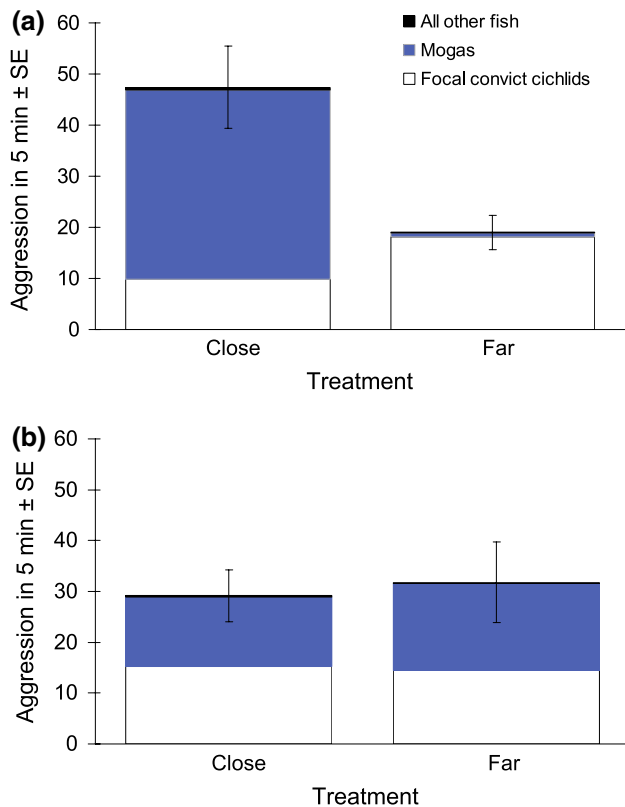 (a)
60
50
40
30
20
10
0
Aggression in 5 min ± SE
All other fish
Mogas
Focal convict cichlids
Close
Far
Treatment
(b)
60
50
40
30
20
10
0
Aggression in 5 min ± SE
Close
Far
Treatment